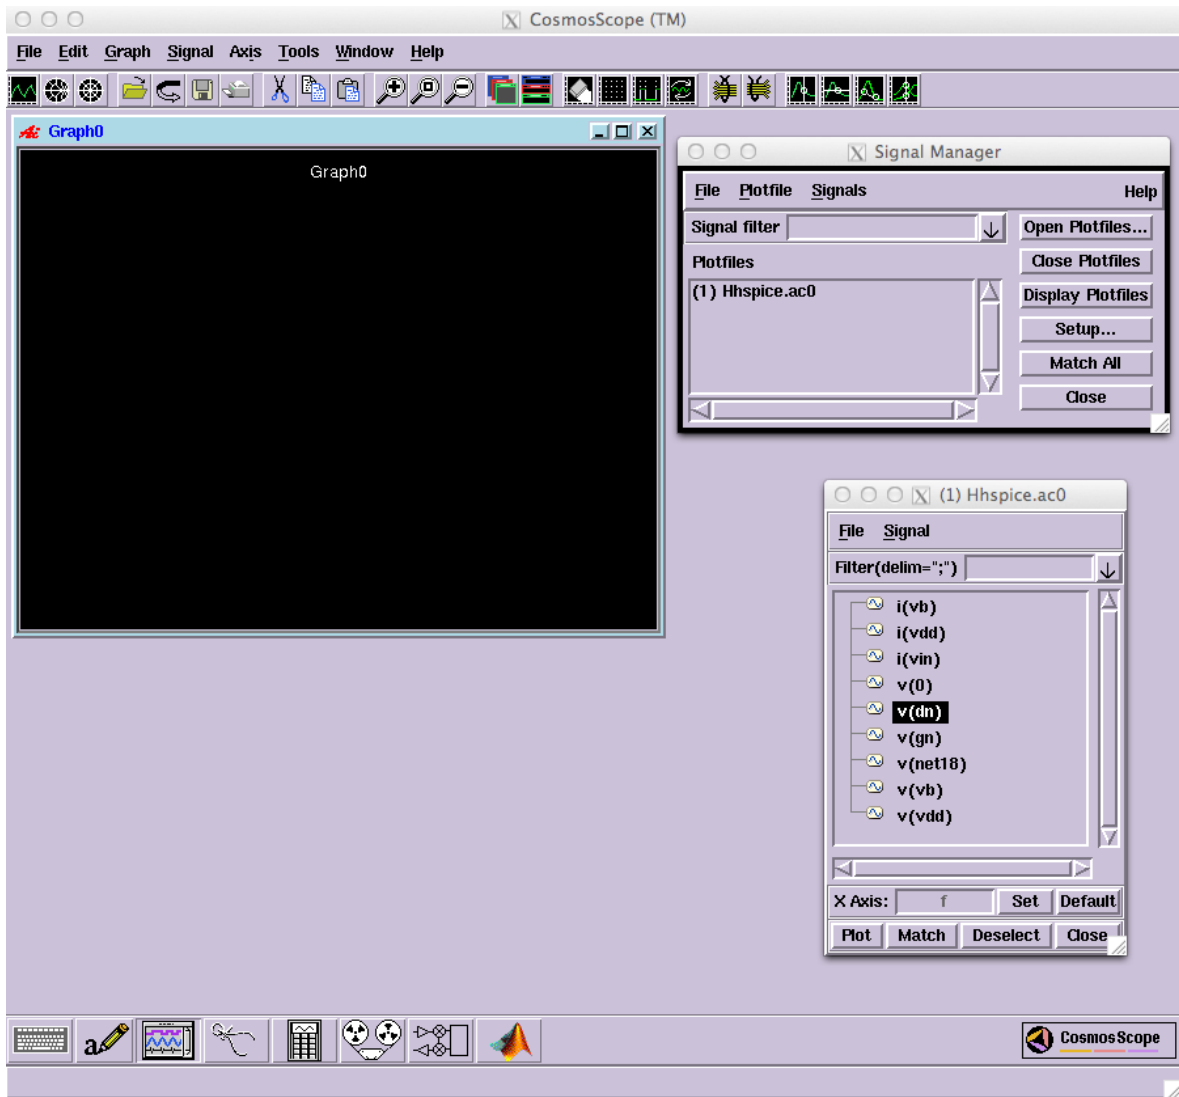 CosmosScope (TM)
File Edit Graph Signal Axis Tools Window Help
Graph0
Graph0
Signal Manager
File Plotfile Signals Help
Signal filter
Open Plotfiles...
Plotfiles
Close Plotfiles
(1) Hhspice.ac0
Display Plotfiles
Setup...
Match All
Close
(1) Hhspice.ac0
File Signal
Filter(delim=";")
i(vb)
i(vdd)
i(vin)
v(0)
v(dn)
v(gn)
v(net18)
v(vb)
v(vdd)
X Axis: f Set Default
Plot Match Deselect Close
a
CosmosScope